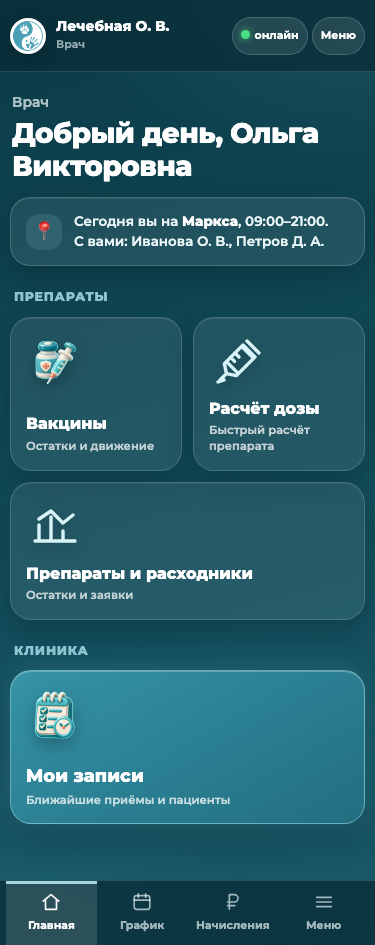 Лечебная О. В.
Врач
онлайн
Меню
Врач
Добрый день, Ольга
Викторовна
Сегодня вы на Маркса, 09:00–21:00.
С вами: Иванова О. В., Петров Д. А.
ПРЕПАРАТЫ
Вакцины
Остатки и движение
Расчёт дозы
Быстрый расчёт
препарата
Препараты и расходники
Остатки и заявки
КЛИНИКА
Мои записи
Ближайшие приёмы и пациенты
Главная
График
Начисления
Меню